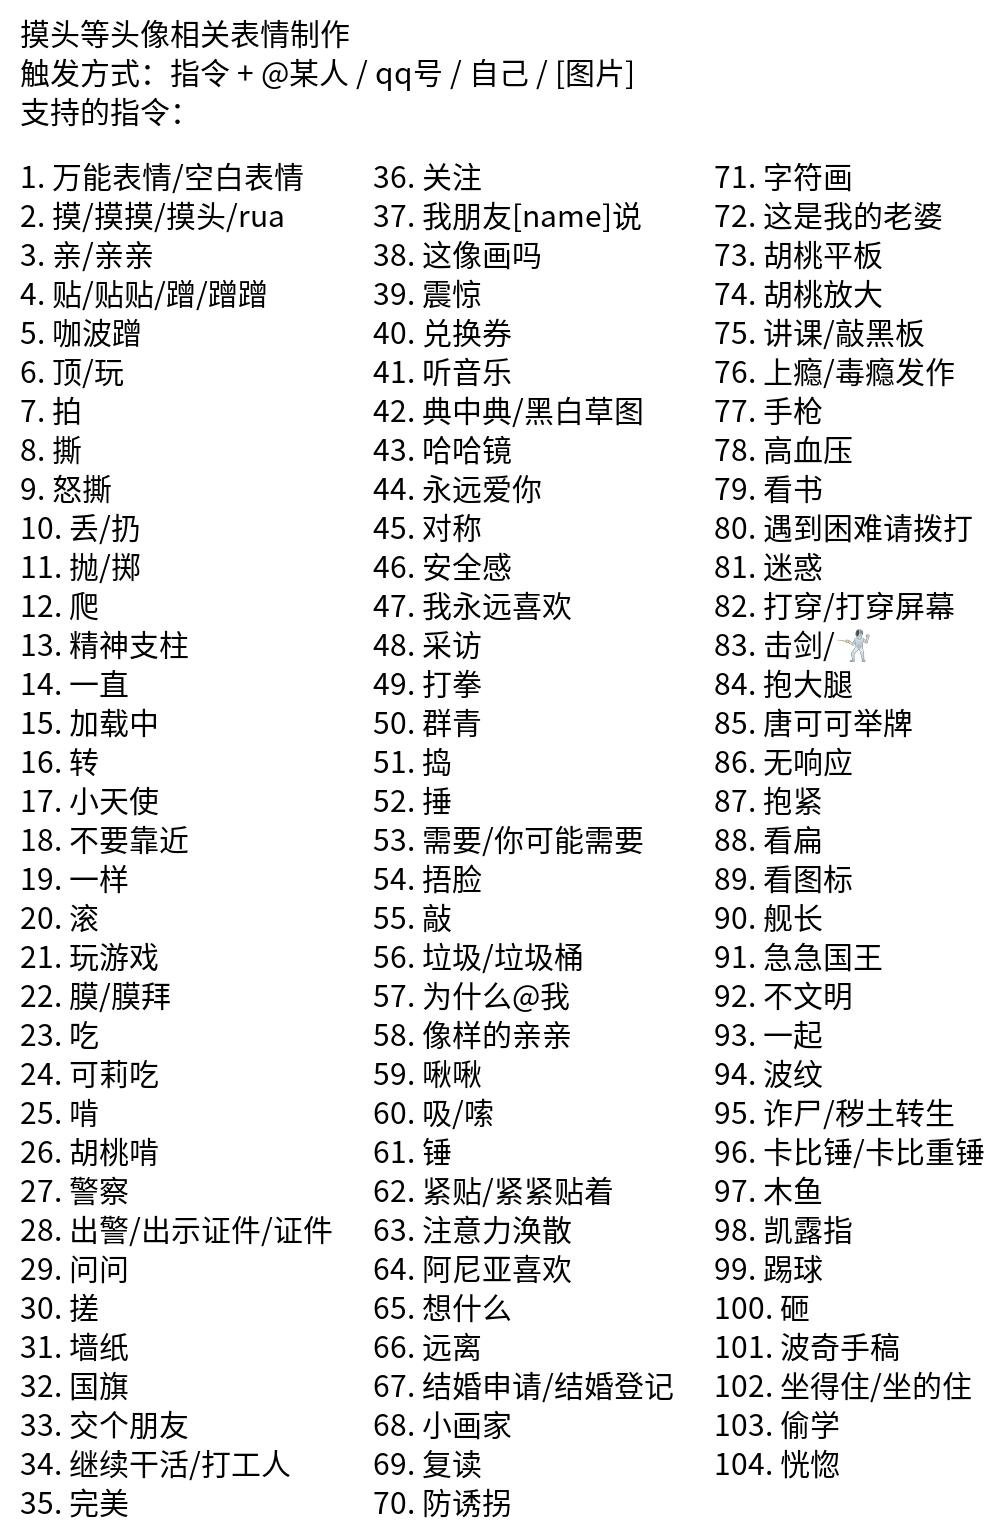 摸头等头像相关表情制作
触发方式：指令 + @某人 / qq号 / 自己 / [图片]
支持的指令：
1. 万能表情/空白表情
2. 摸/摸摸/摸头/rua
3. 亲/亲亲
4. 贴/贴贴/蹭/蹭蹭
5. 咖波蹭
6. 顶/玩
7. 拍
8. 撕
9. 怒撕
10. 丢/扔
11. 抛/掷
12. 爬
13. 精神支柱
14. 一直
15. 加载中
16. 转
17. 小天使
18. 不要靠近
19. 一样
20. 滚
21. 玩游戏
22. 膜/膜拜
23. 吃
24. 可莉吃
25. 啃
26. 胡桃啃
27. 警察
28. 出警/出示证件/证件
29. 问问
30. 搓
31. 墙纸
32. 国旗
33. 交个朋友
34. 继续干活/打工人
35. 完美
36. 关注
37. 我朋友[name]说
38. 这像画吗
39. 震惊
40. 兑换券
41. 听音乐
42. 典中典/黑白草图
43. 哈哈镜
44. 永远爱你
45. 对称
46. 安全感
47. 我永远喜欢
48. 采访
49. 打拳
50. 群青
51. 捣
52. 捶
53. 需要/你可能需要
54. 捂脸
55. 敲
56. 垃圾/垃圾桶
57. 为什么@我
58. 像样的亲亲
59. 啾啾
60. 吸/嗦
61. 锤
62. 紧贴/紧紧贴着
63. 注意力涣散
64. 阿尼亚喜欢
65. 想什么
66. 远离
67. 结婚申请/结婚登记
68. 小画家
69. 复读
70. 防诱拐
71. 字符画
72. 这是我的老婆
73. 胡桃平板
74. 胡桃放大
75. 讲课/敲黑板
76. 上瘾/毒瘾发作
77. 手枪
78. 高血压
79. 看书
80. 遇到困难请拨打
81. 迷惑
82. 打穿/打穿屏幕
83. 击剑/🤺
84. 抱大腿
85. 唐可可举牌
86. 无响应
87. 抱紧
88. 看扁
89. 看图标
90. 舰长
91. 急急国王
92. 不文明
93. 一起
94. 波纹
95. 诈尸/秽土转生
96. 卡比锤/卡比重锤
97. 木鱼
98. 凯露指
99. 踢球
100. 砸
101. 波奇手稿
102. 坐得住/坐的住
103. 偷学
104. 恍惚